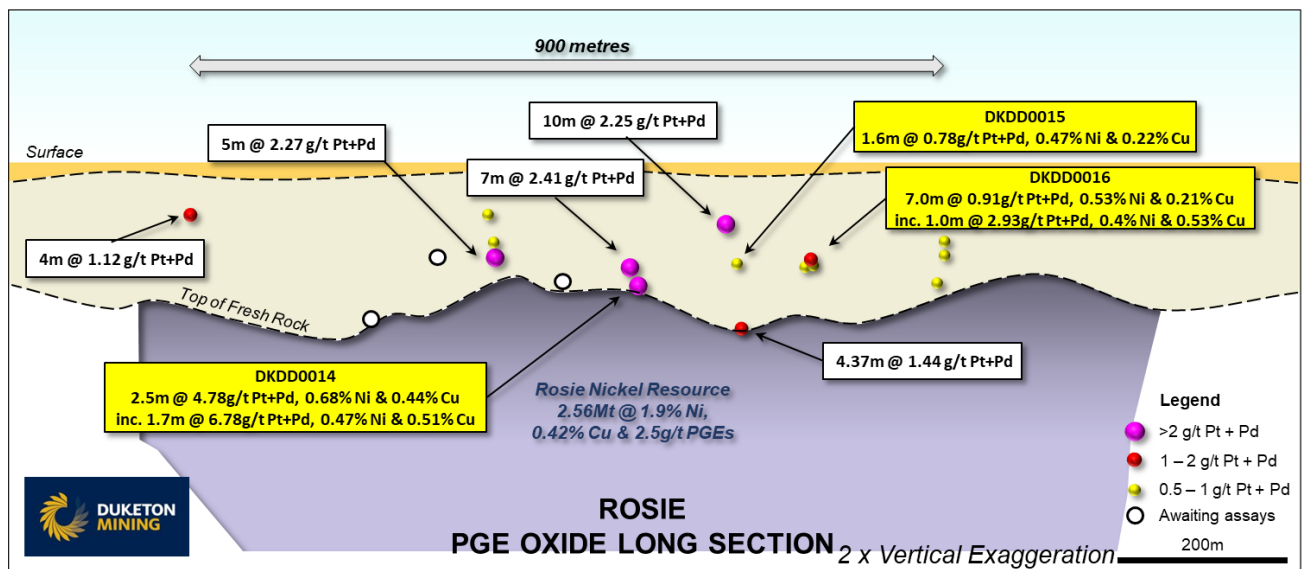 900 metres
10m @ 2.25 g/t Pt+Pd
DKDD0015
1.6m @ 0.78g/t Pt+Pd, 0.47% Ni & 0.22% Cu
5m @ 2.27 g/t Pt+Pd
Surface
7m @ 2.41 g/t Pt+Pd
DKDD0016
7.0m @ 0.91g/t Pt+Pd, 0.53% Ni & 0.21% Cu
inc. 1.0m @ 2.93g/t Pt+Pd, 0.4% Ni & 0.53% Cu
4m @ 1.12 g/t Pt+Pd
Top of Fresh Rock
4.37m @ 1.44 g/t Pt+Pd
DKDD0014
2.5m @ 4.78g/t Pt+Pd, 0.68% Ni & 0.44% Cu
inc. 1.7m @ 6.78g/t Pt+Pd, 0.47% Ni & 0.51% Cu
Rosie Nickel Resource
2.56Mt @ 1.9% Ni,
0.42% Cu & 2.5g/t PGEs
Legend
>2 g/t Pt + Pd
1 – 2 g/t Pt + Pd
0.5 – 1 g/t Pt + Pd
Awaiting assays
DUKETON
MINING
ROSIE
PGE OXIDE LONG SECTION
2 x Vertical Exaggeration
200m